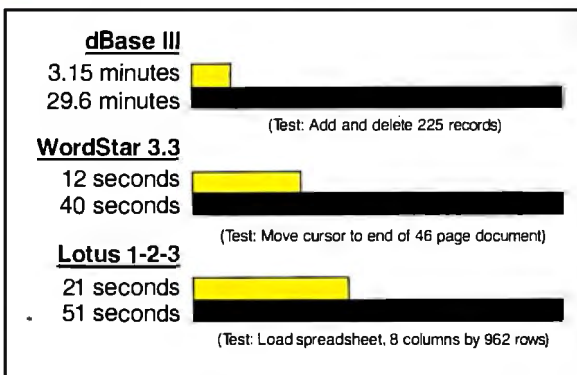 dBase III
3.15 minutes
29.6 minutes
(Test: Add and delete 225 records)
WordStar 3.3
12 seconds
40 seconds
(Test: Move cursor to end of 46 page document)
Lotus 1-2-3
21 seconds
51 seconds
(Test: Load spreadsheet, 8 columns by 962 rows)